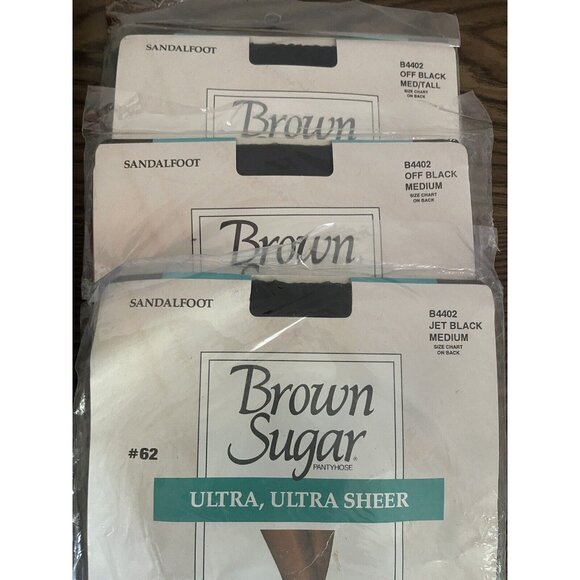 SANDALFOOT
B4402
OFF BLACK
MED/TALL
SIZE CHART
ON BACK
Brown
SANDALFOOT
B4402
OFF BLACK
MEDIUM
SIZE CHART
ON BACK
Brown
Sugar
SANDALFOOT
B4402
JET BLACK
MEDIUM
SIZE CHART
ON BACK
Brown
Sugar®
PANTYHOSE
#62
ULTRA, ULTRA SHEER